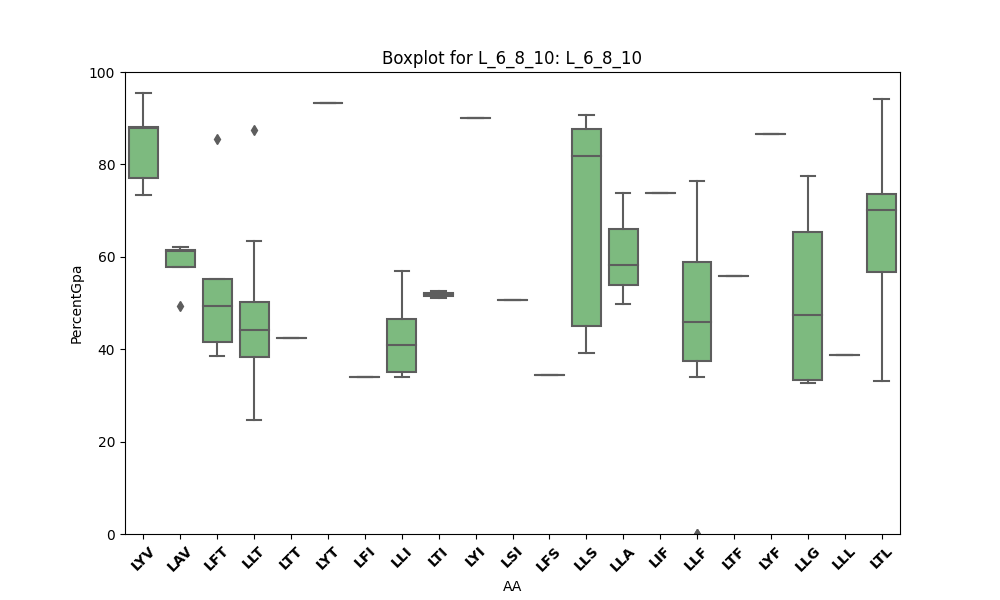 Boxplot for L_6_8_10: L_6_8_10
PercentGpa
100
80
60
40
20
0
LYV LAV LFT LLT LTT LYT LFI LLI LTI LYI LSI LFS LLS LLA LIF LLF LTF LYF LLG LLL LTL
AA